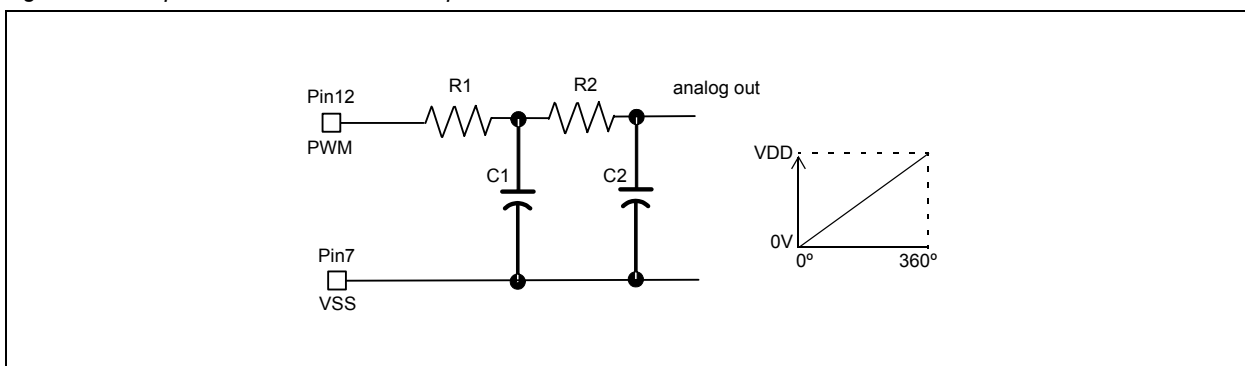 R1
R2
analog out
Pin12
PWM
VDD
C1
C2
0V
0º
360º
Pin7
VSS